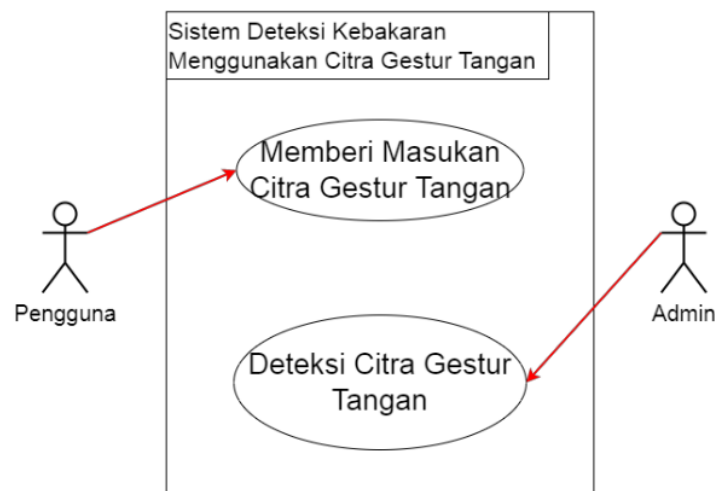 Sistem Deteksi Kebakaran
Menggunakan Citra Gestur Tangan
Memberi Masukan
Citra Gestur Tangan
Pengguna
Admin
Deteksi Citra Gestur
Tangan